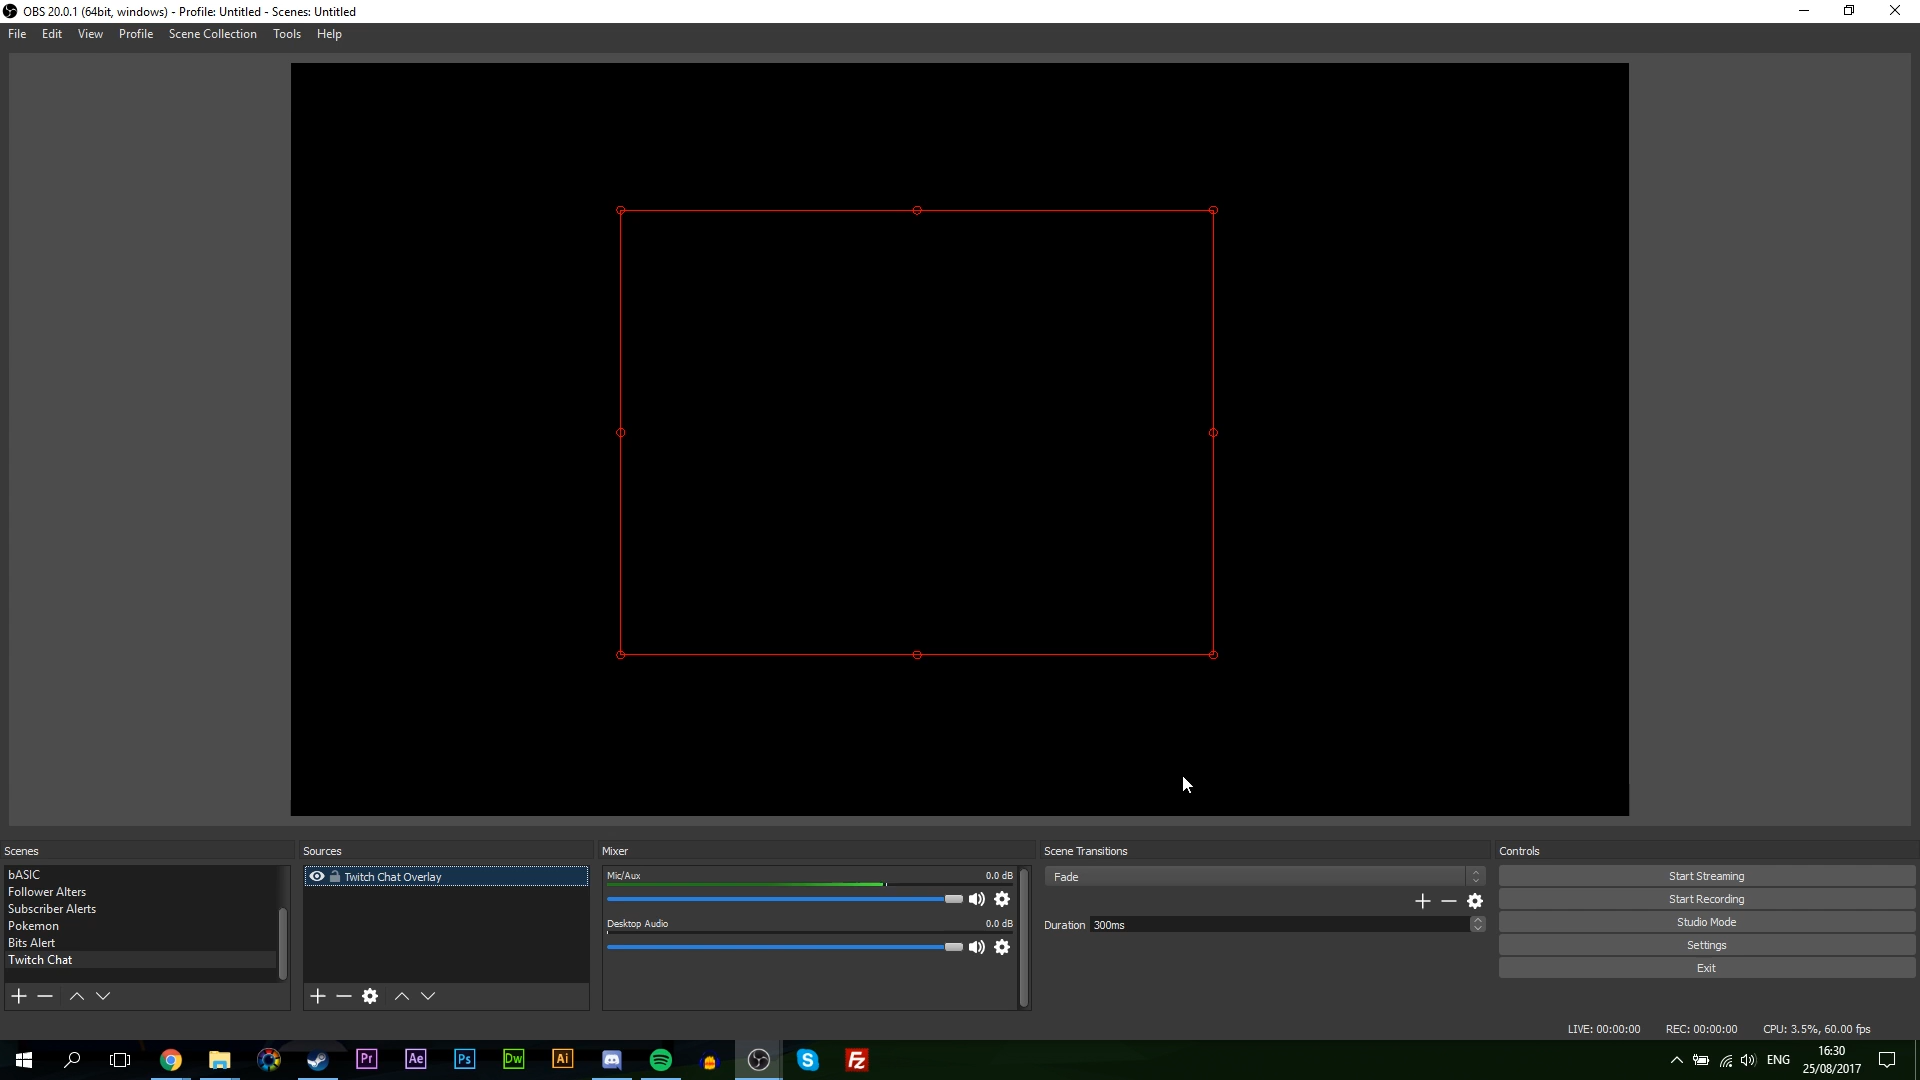 OBS 20.0.1 (64bit, windows) - Profile: Untitled - Scenes: Untitled
File Edit View Profile Scene Collection Tools Help
Scenes
bASIC
Follower Alters
Subscriber Alerts
Pokemon
Bits Alert
Twitch Chat
Sources
Twitch Chat Overlay
Mixer
Mic/Aux 0.0 dB
Desktop Audio 0.0 dB
Scene Transitions
Fade
Duration 300ms
Controls
Start Streaming
Start Recording
Studio Mode
Settings
Exit
LIVE: 00:00:00 REC: 00:00:00 CPU: 3.5%, 60.00 fps
Pr Ae Ps Dw Ai S Fz
ENG
16:30
25/08/2017